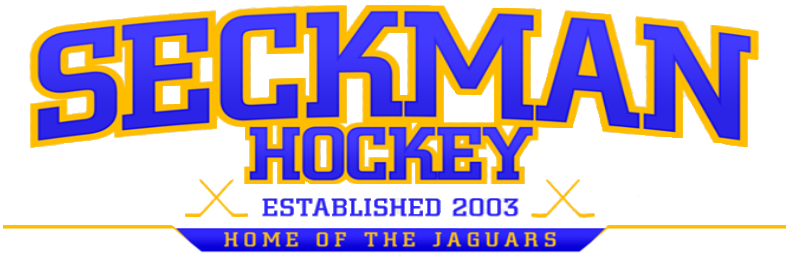 SECKMAN
HOCKEY
ESTABLISHED 2003
HOME OF THE JAGUARS